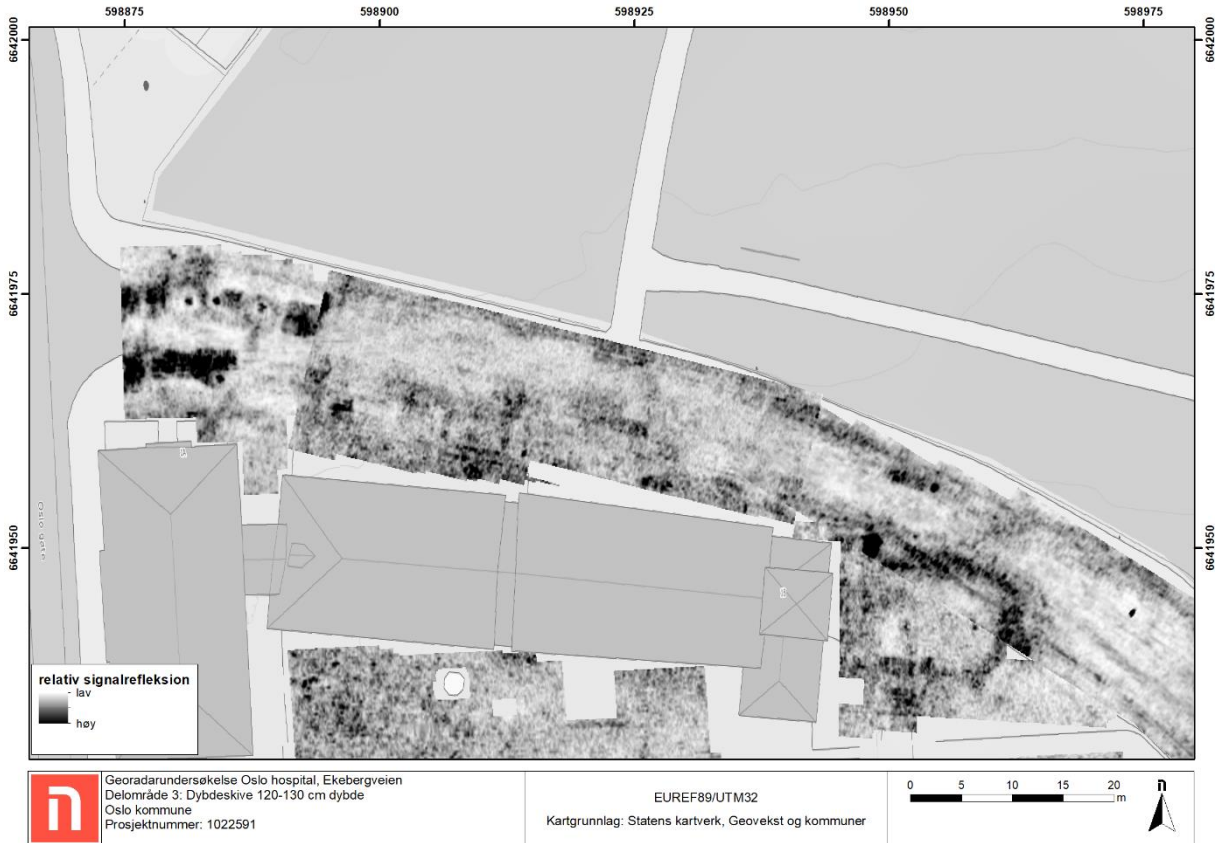 598875 598900 598925 598950 598975
6642000 6642000
6641975 6641975
6641950 6641950
Oslo gate
relativ signalrefleksion
lav
høy
Georadarundersøkelse Oslo hospital, Ekebergveien
Delområde 3: Dybdeskive 120-130 cm dybde
Oslo kommune
Prosjektnummer: 1022591
EUREF89/UTM32
Kartgrunnlag: Statens kartverk, Geovekst og kommuner
0 5 10 15 20
m